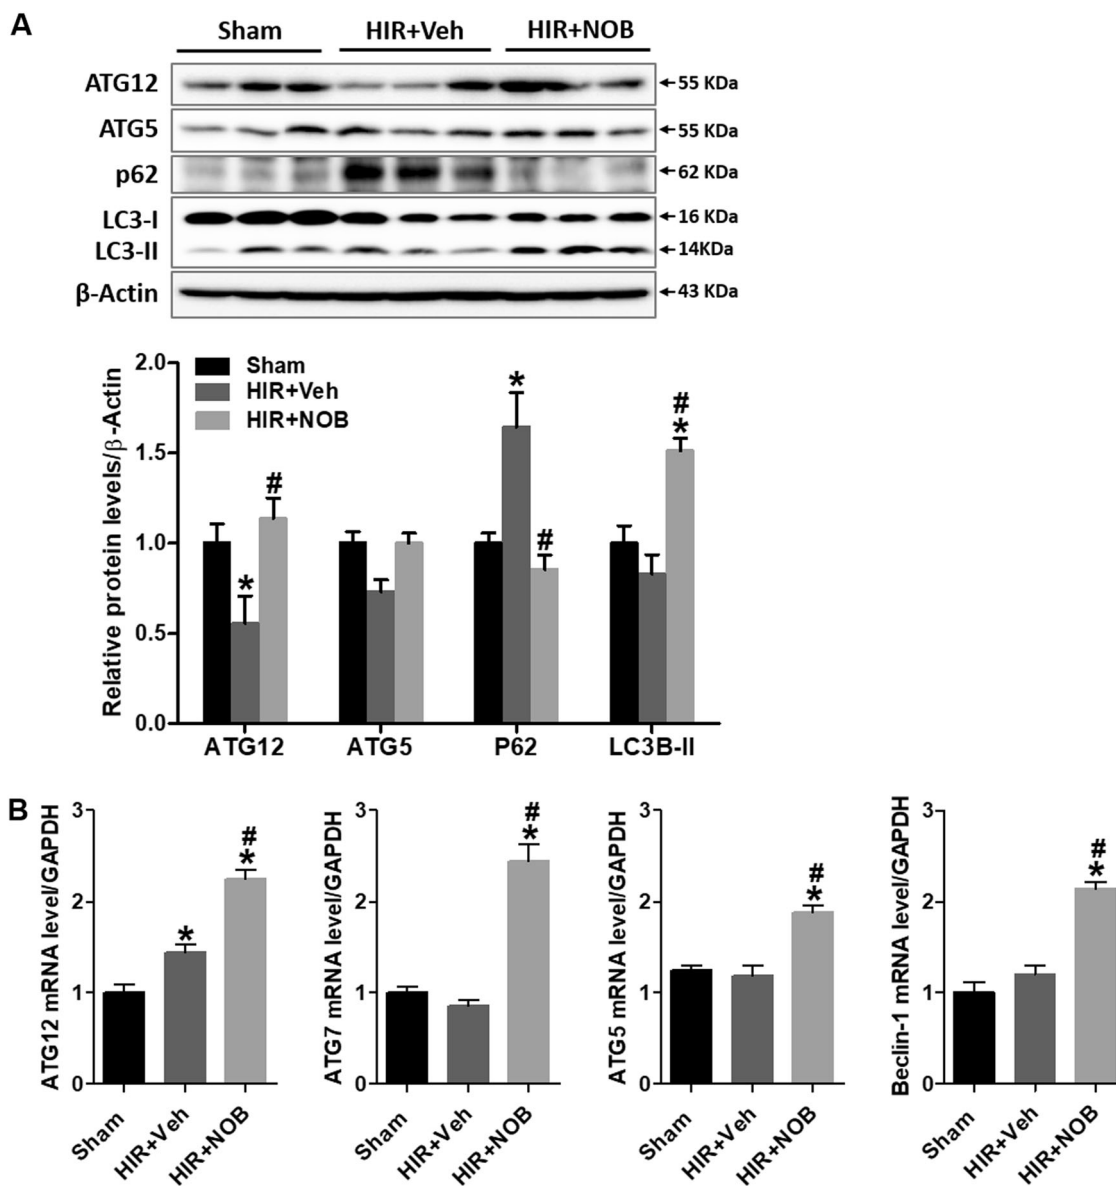 A
Sham HIR+Veh HIR+NOB
ATG12 ←55 KDa
ATG5 ←55 KDa
p62 ←62 KDa
LC3-I ←16 KDa
LC3-II ←14KDa
β-Actin ←43 KDa
Relative protein levels/β-Actin
2.0
1.5
1.0
0.5
0.0
Sham
HIR+Veh
HIR+NOB
* # * # # *
ATG12 ATG5 P62 LC3B-II
B
ATG12 mRNA level/GAPDH
3
2
1
0
* # *
Sham HIR+Veh HIR+NOB
ATG7 mRNA level/GAPDH
3
2
1
0
# *
Sham HIR+Veh HIR+NOB
ATG5 mRNA level/GAPDH
3
2
1
0
# *
Sham HIR+Veh HIR+NOB
Beclin-1 mRNA level/GAPDH
3
2
1
0
# *
Sham HIR+Veh HIR+NOB